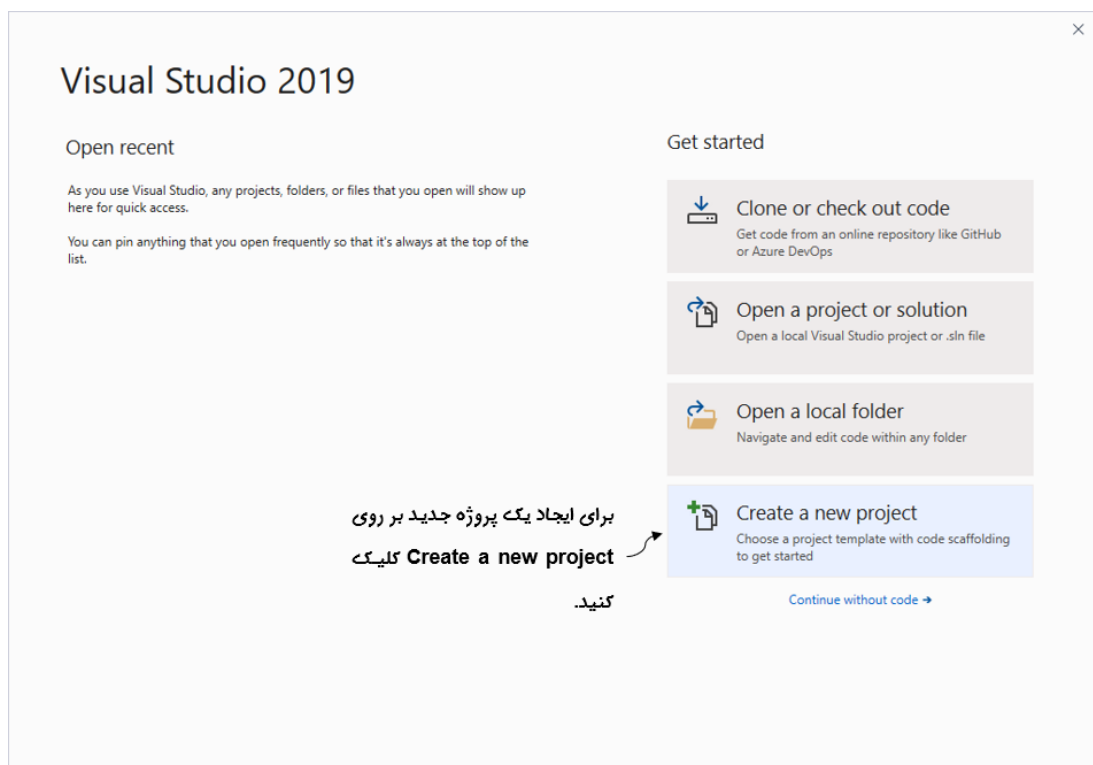 Visual Studio 2019
Open recent
As you use Visual Studio, any projects, folders, or files that you open will show up
here for quick access.
You can pin anything that you open frequently so that it's always at the top of the
list.
Get started
Clone or check out code
Get code from an online repository like GitHub
or Azure DevOps
Open a project or solution
Open a local Visual Studio project or .sln file
Open a local folder
Navigate and edit code within any folder
Create a new project
Choose a project template with code scaffolding
to get started
Continue without code →
برای ایجاد یک پروژه جدید بر روی
Create a new project کلیک
کنید.